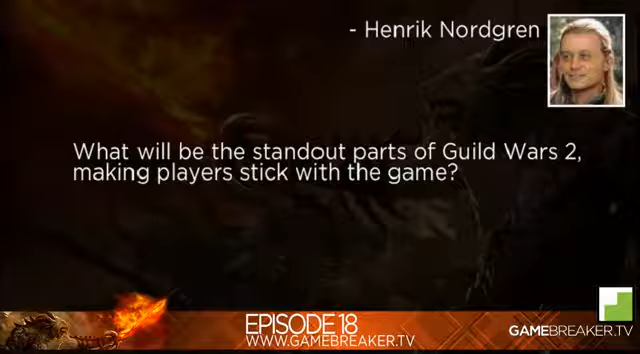 - Henrik Nordgren
What will be the standout parts of Guild Wars 2,
making players stick with the game?
EPISODE 18
WWW.GAMEBREAKER.TV
GAMEBREAKER.TV